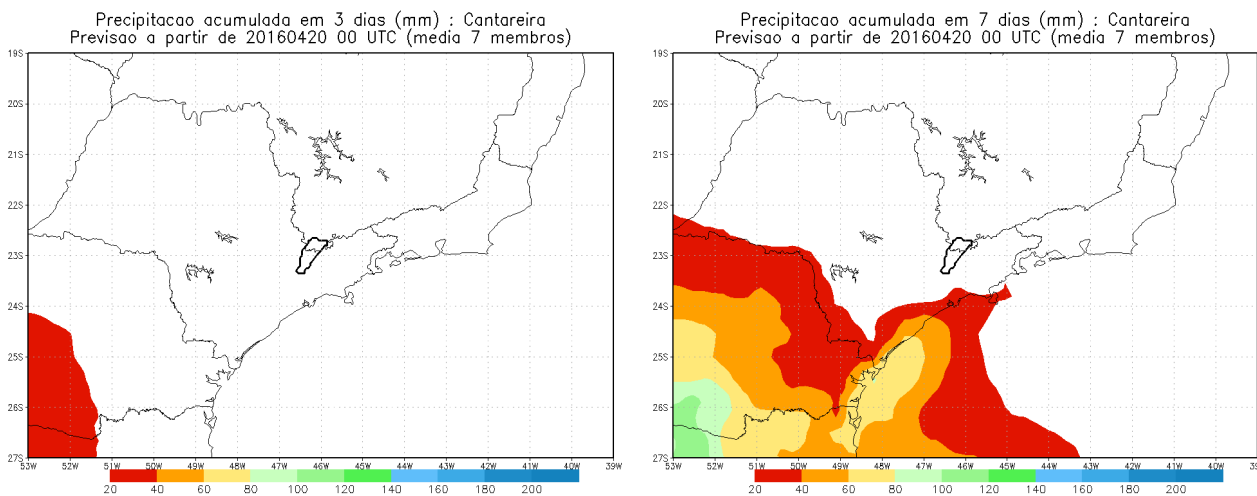 Precipitacao acumulada em 3 dias (mm) : Cantareira
Previsao a partir de 20160420 00 UTC (media 7 membros)
19S
20S
21S
22S
23S
24S
25S
26S
27S
53W 52W 51W 50W 49W 48W 47W 46W 45W 44W 43W 42W 41W 40W 39W
20 40 60 80 100 120 140 160 180 200
Precipitacao acumulada em 7 dias (mm) : Cantareira
Previsao a partir de 20160420 00 UTC (media 7 membros)
19S
20S
21S
22S
23S
24S
25S
26S
27S
53W 52W 51W 50W 49W 48W 47W 46W 45W 44W 43W 42W 41W 40W 39
20 40 60 80 100 120 140 160 180 200